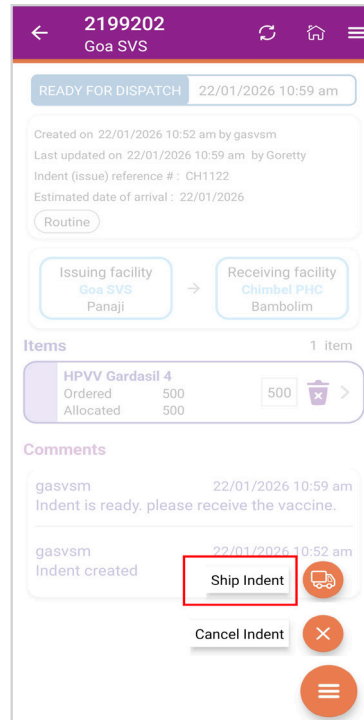 2199202
Goa SVS
READY FOR DISPATCH 22/01/2026 10:59 am
Created on 22/01/2026 10:52 am by gasvsm
Last updated on 22/01/2026 10:59 am by Goretty
Indent (issue) reference # : CH1122
Estimated date of arrival : 22/01/2026
Routine
Issuing facility
Goa SVS
Panaji
Receiving facility
Chimbel PHC
Bambolim
Items 1 item
HPVV Gardasil 4
Ordered 500
Allocated 500
500
Comments
gasvsm 22/01/2026 10:59 am
Indent is ready. please receive the vaccine.
gasvsm 22/01/2026 10:52 am
Indent created
Ship Indent
Cancel Indent